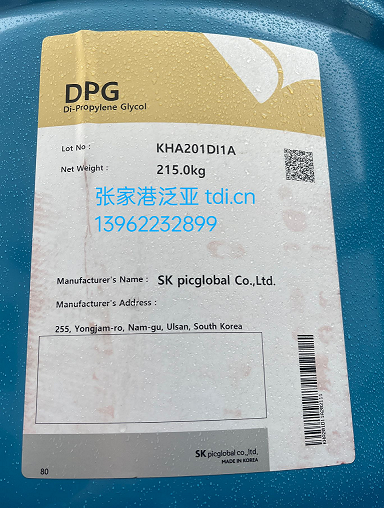 DPG
Di-Propylene Glycol
Lot No : KHA201DI1A
Net Weight : 215.0kg
张家港泛亚 tdi.cn
13962232899
Manufacturer's Name : SK picglobal Co.,Ltd.
Manufacturer's Address :
255, Yongjam-ro, Nam-gu, Ulsan, South Korea
SK picglobal co.,ltd.
MADE IN KOREA
80